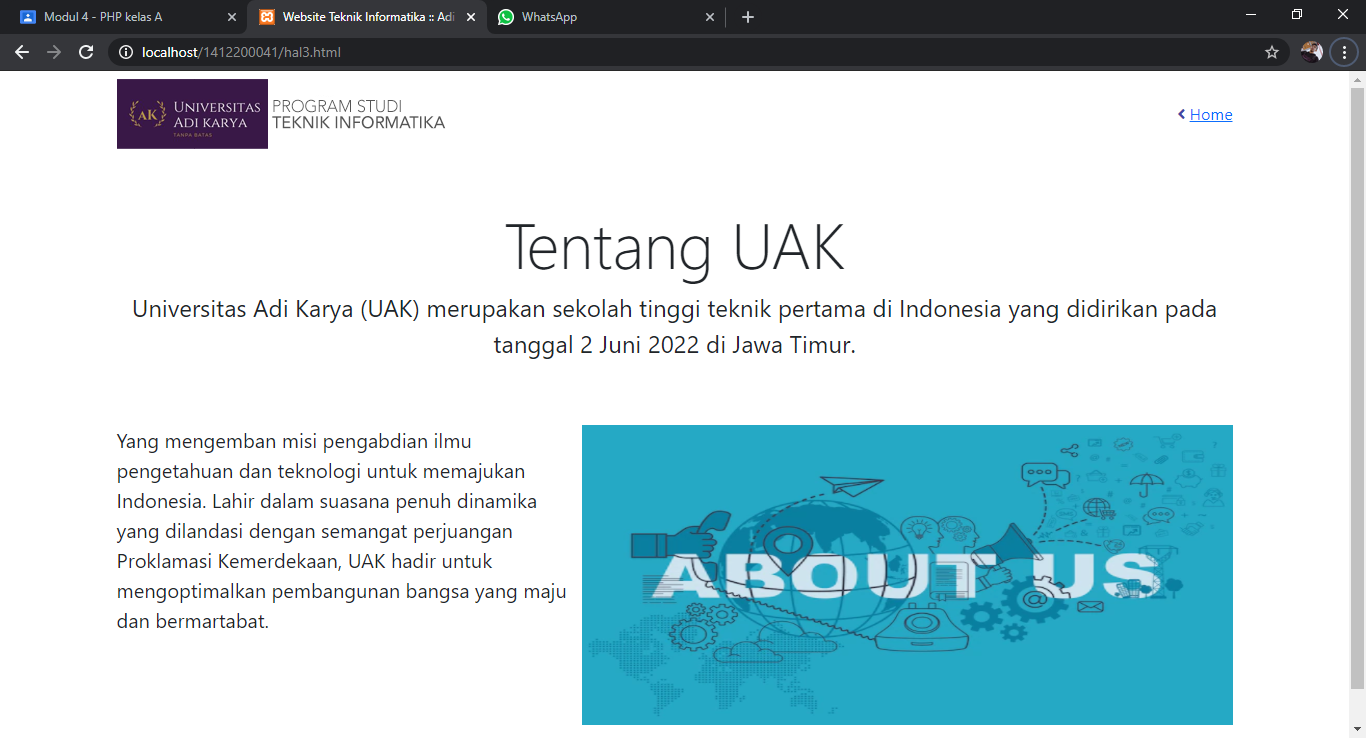 Modul 4 - PHP kelas A
Website Teknik Informatika :: Adi
WhatsApp
localhost/1412200041/hal3.html
AK
UNIVERSITAS
ADI KARYA
TANPA BATAS
PROGRAM STUDI
TEKNIK INFORMATIKA
Home
Tentang UAK
Universitas Adi Karya (UAK) merupakan sekolah tinggi teknik pertama di Indonesia yang didirikan pada
tanggal 2 Juni 2022 di Jawa Timur.
Yang mengemban misi pengabdian ilmu
pengetahuan dan teknologi untuk memajukan
Indonesia. Lahir dalam suasana penuh dinamika
yang dilandasi dengan semangat perjuangan
Proklamasi Kemerdekaan, UAK hadir untuk
mengoptimalkan pembangunan bangsa yang maju
dan bermartabat.
ABOUT US